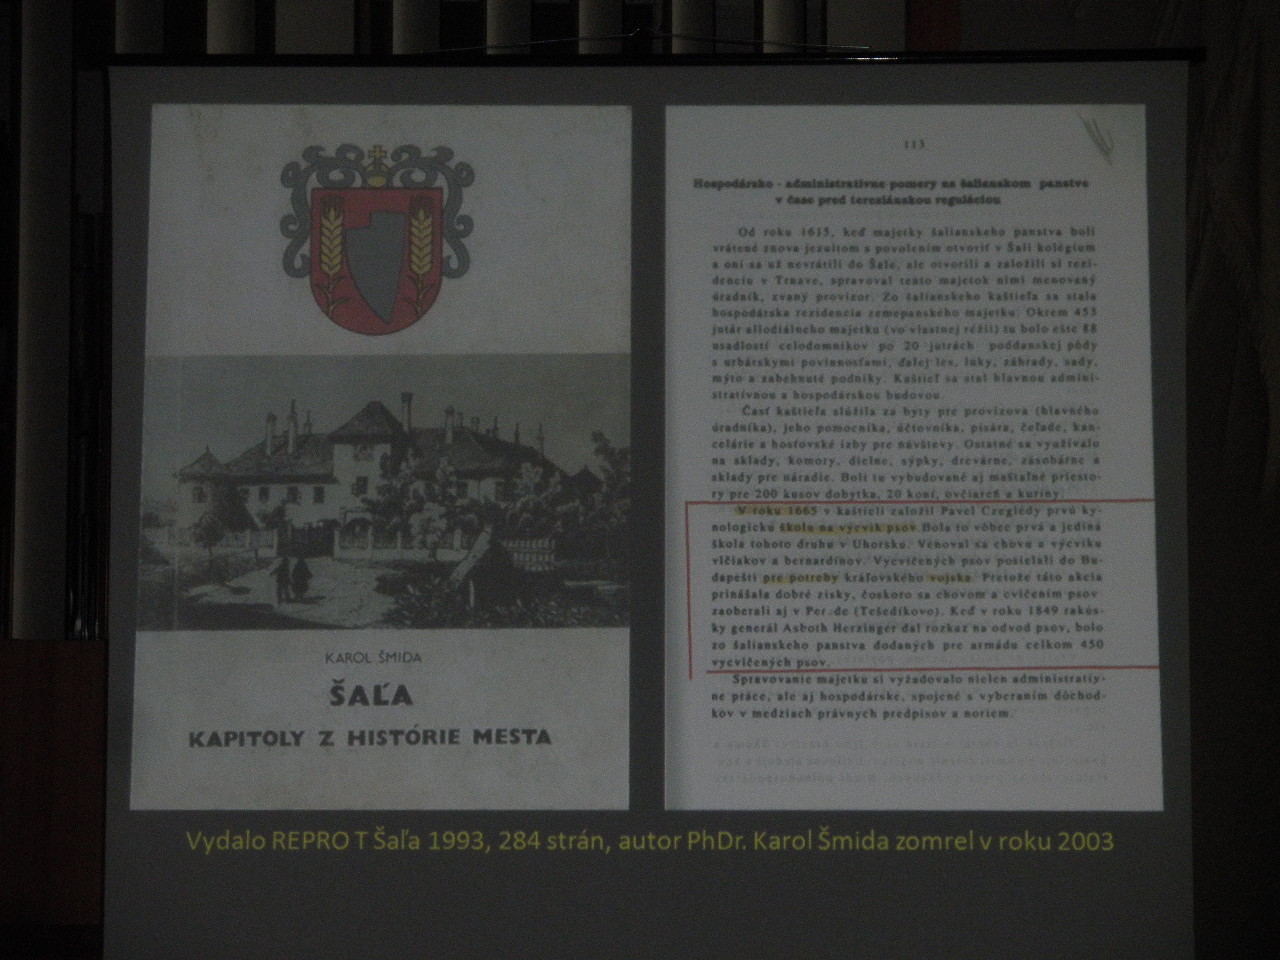 KAROL ŠMIDA
ŠAĽA
KAPITOLY Z HISTÓRIE MESTA
113
Hospodársko - administratívne pomery na šalianskom panstve
v čase pred tereziánskou reguláciou
Od roku 1615, keď majetky šalianskeho panstva boli
vrátené znova jezuitom s povolením otvoriť v Šali kolégium
a oni sa už nevrátili do Šale, ale otvorili a založili si rezi-
denciu v Trnave, spravoval tento majetok nimi menovaný
úradník, zvaný provizor. Zo šalianskeho kaštieľa sa stala
hospodárska rezidencia zemepanského majetku. Okrem 453
jutár allodiálneho majetku (vo vlastnej réžii) tu bolo ešte 88
usadlostí celodomníkov po 20 jutrách poddanskej pôdy
s urbárskymi povinnosťami, ďalej les, lúky, záhrady, sady,
mýto a zabehnuté podniky. Kaštieľ sa stal hlavnou admini-
stratívnou a hospodárskou budovou.
Časť kaštieľa slúžila za byty pre provizora (hlavného
úradníka), jeho pomocníka, účtovníka, pisára, čeľade, kan-
celárie a hosťovské izby pre návštevy. Ostatné sa využívalo
na sklady, komory, dielne, sýpky, drevárne, zásobárne a
sklady pre náradie. Boli tu vybudované aj maštaľné priesto-
ry pre 200 kusov dobytka, 20 koní, ovčiareň a kuríny.
V roku 1665 v kaštieli založil Pavel Czeglédy prvú ky-
nologickú školu na výcvik psov. Bola to vôbec prvá a jediná
škola tohoto druhu v Uhorsku. Venoval sa chovu a výcviku
vlčiakov a bernardínov. Vycvičených psov posielali do Bu-
dapešti pre potreby kráľovského vojska. Pretože táto akcia
prinášala dobré zisky, čoskoro sa chovom a cvičením psov
zaoberali aj v Per de (Tešedíkovo). Keď v roku 1849 rakús-
ky generál Asboth Herzinger dal rozkaz na odvod psov, bolo
zo šalianskeho panstva dodaných pre armádu celkom 450
vycvičených psov.
Spravovanie majetku si vyžadovalo nielen administratív-
ne práce, ale aj hospodárske, spojené s vyberaním dôchod-
kov v medziach právnych predpisov a noriem.
Vydalo REPRO T Šaľa 1993, 284 strán, autor PhDr. Karol Šmida zomrel v roku 2003